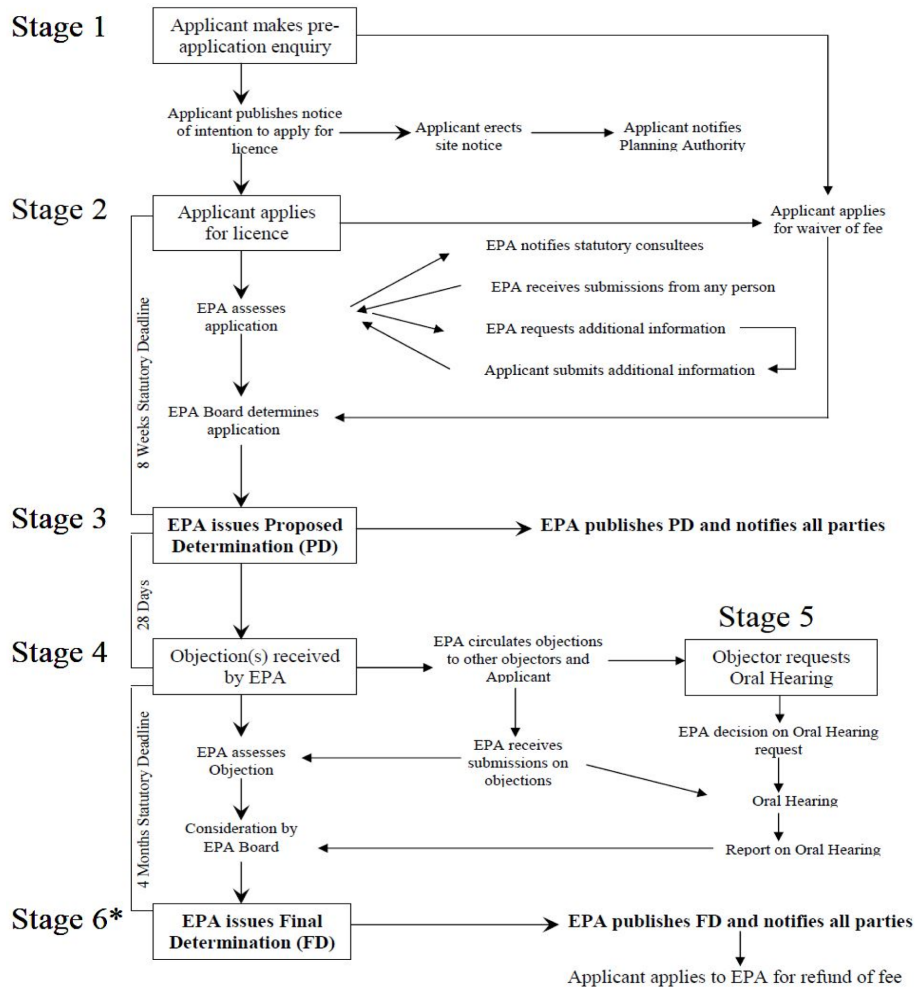 Stage 1
Applicant makes pre-
application enquiry
Applicant publishes notice
of intention to apply for
licence
Applicant erects
site notice
Applicant notifies
Planning Authority
Stage 2
Applicant applies
for licence
Applicant applies
for waiver of fee
8 Weeks Statutory Deadline
EPA notifies statutory consultees
EPA receives submissions from any person
EPA assesses
application
EPA requests additional information
Applicant submits additional information
EPA Board determines
application
Stage 3
EPA issues Proposed
Determination (PD)
EPA publishes PD and notifies all parties
28 Days
Stage 4
Objection(s) received
by EPA
EPA circulates objections
to other objectors and
Applicant
Stage 5
Objector requests
Oral Hearing
4 Months Statutory Deadline
EPA assesses
Objection
EPA receives
submissions on
objections
EPA decision on Oral Hearing
request
Oral Hearing
Consideration by
EPA Board
Report on Oral Hearing
Stage 6*
EPA issues Final
Determination (FD)
EPA publishes FD and notifies all parties
Applicant applies to EPA for refund of fee